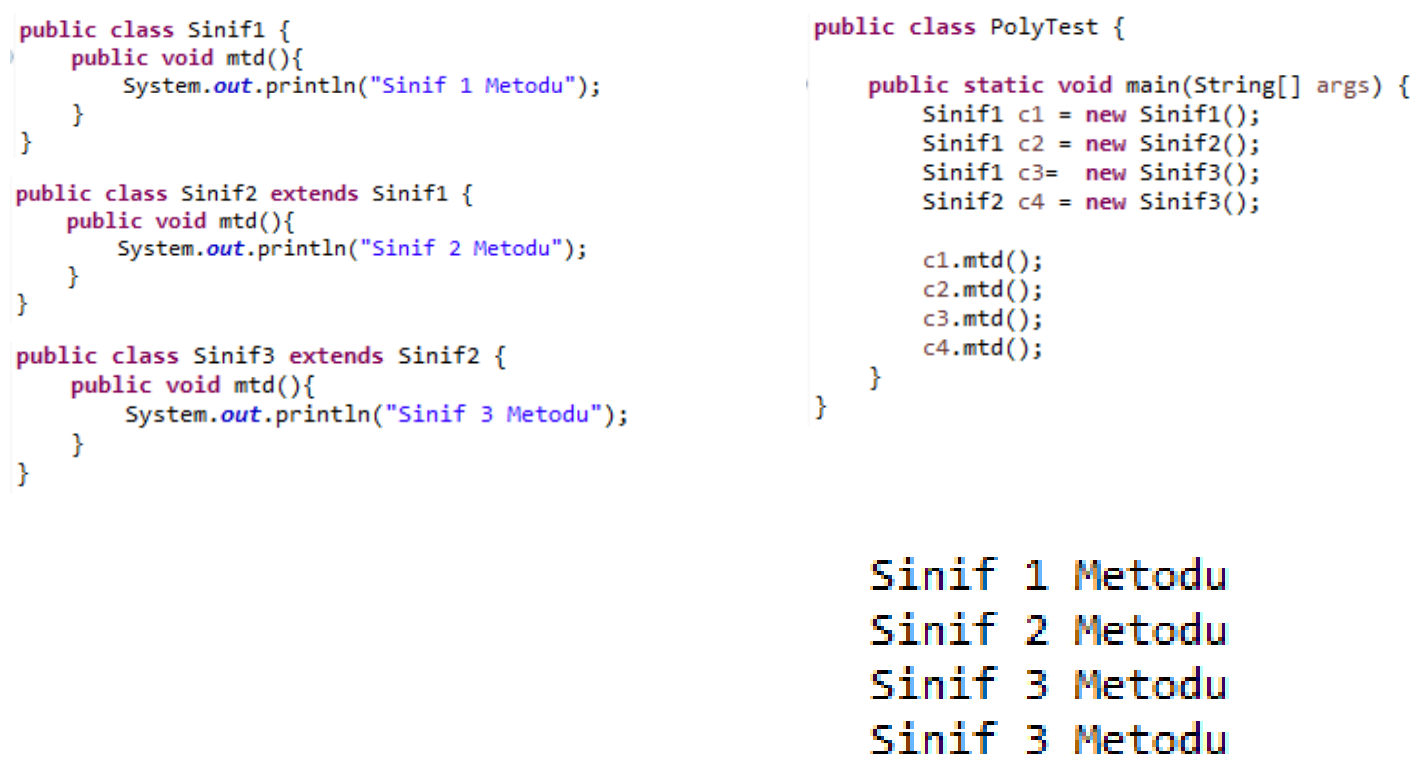 public class Sinif1 {
    public void mtd(){
        System.out.println("Sinif 1 Metodu");
    }
}
public class Sinif2 extends Sinif1 {
    public void mtd(){
        System.out.println("Sinif 2 Metodu");
    }
}
public class Sinif3 extends Sinif2 {
    public void mtd(){
        System.out.println("Sinif 3 Metodu");
    }
}
public class PolyTest {
    public static void main(String[] args) {
        Sinif1 c1 = new Sinif1();
        Sinif1 c2 = new Sinif2();
        Sinif1 c3=  new Sinif3();
        Sinif2 c4 = new Sinif3();
        c1.mtd();
        c2.mtd();
        c3.mtd();
        c4.mtd();
    }
}
Sinif 1 Metodu
Sinif 2 Metodu
Sinif 3 Metodu
Sinif 3 Metodu